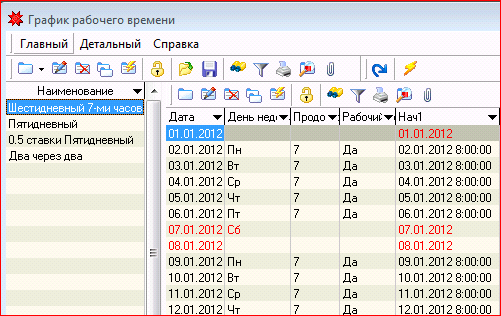 График рабочего времени
Главный Детальный Справка
Наименование
Шестидневный 7-ми часов
Пятидневный
0.5 ставки Пятидневный
Два через два
Дата День неде Продо Рабочий Нач1
01.01.2012 01.01.2012
02.01.2012 Пн 7 Да 02.01.2012 8:00:00
03.01.2012 Вт 7 Да 03.01.2012 8:00:00
04.01.2012 Ср 7 Да 04.01.2012 8:00:00
05.01.2012 Чт 7 Да 05.01.2012 8:00:00
06.01.2012 Пт 7 Да 06.01.2012 8:00:00
07.01.2012 Сб 07.01.2012
08.01.2012 08.01.2012
09.01.2012 Пн 7 Да 09.01.2012 8:00:00
10.01.2012 Вт 7 Да 10.01.2012 8:00:00
11.01.2012 Ср 7 Да 11.01.2012 8:00:00
12.01.2012 Чт 7 Да 12.01.2012 8:00:00